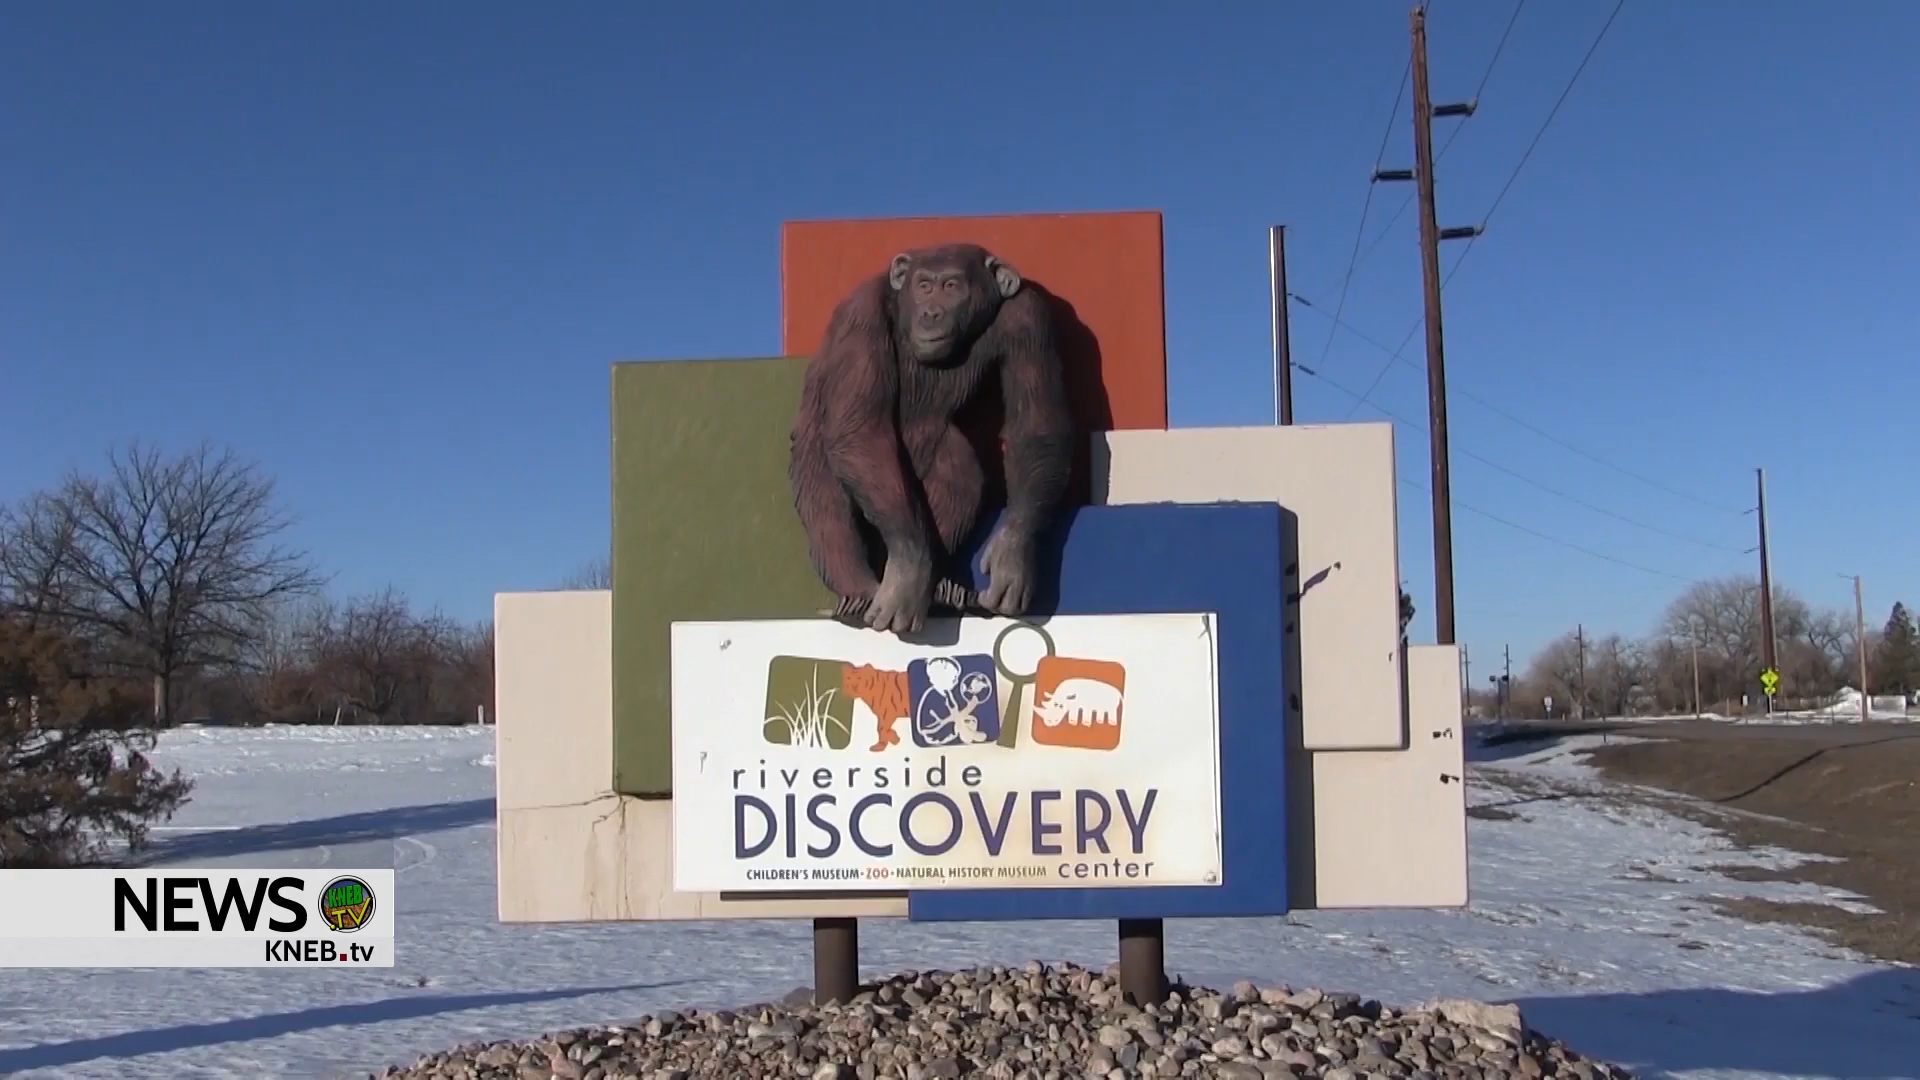 riverside
DISCOVERY
CHILDREN'S MUSEUM • ZOO • NATURAL HISTORY MUSEUM center
NEWS KNEB .TV
KNEB.tv